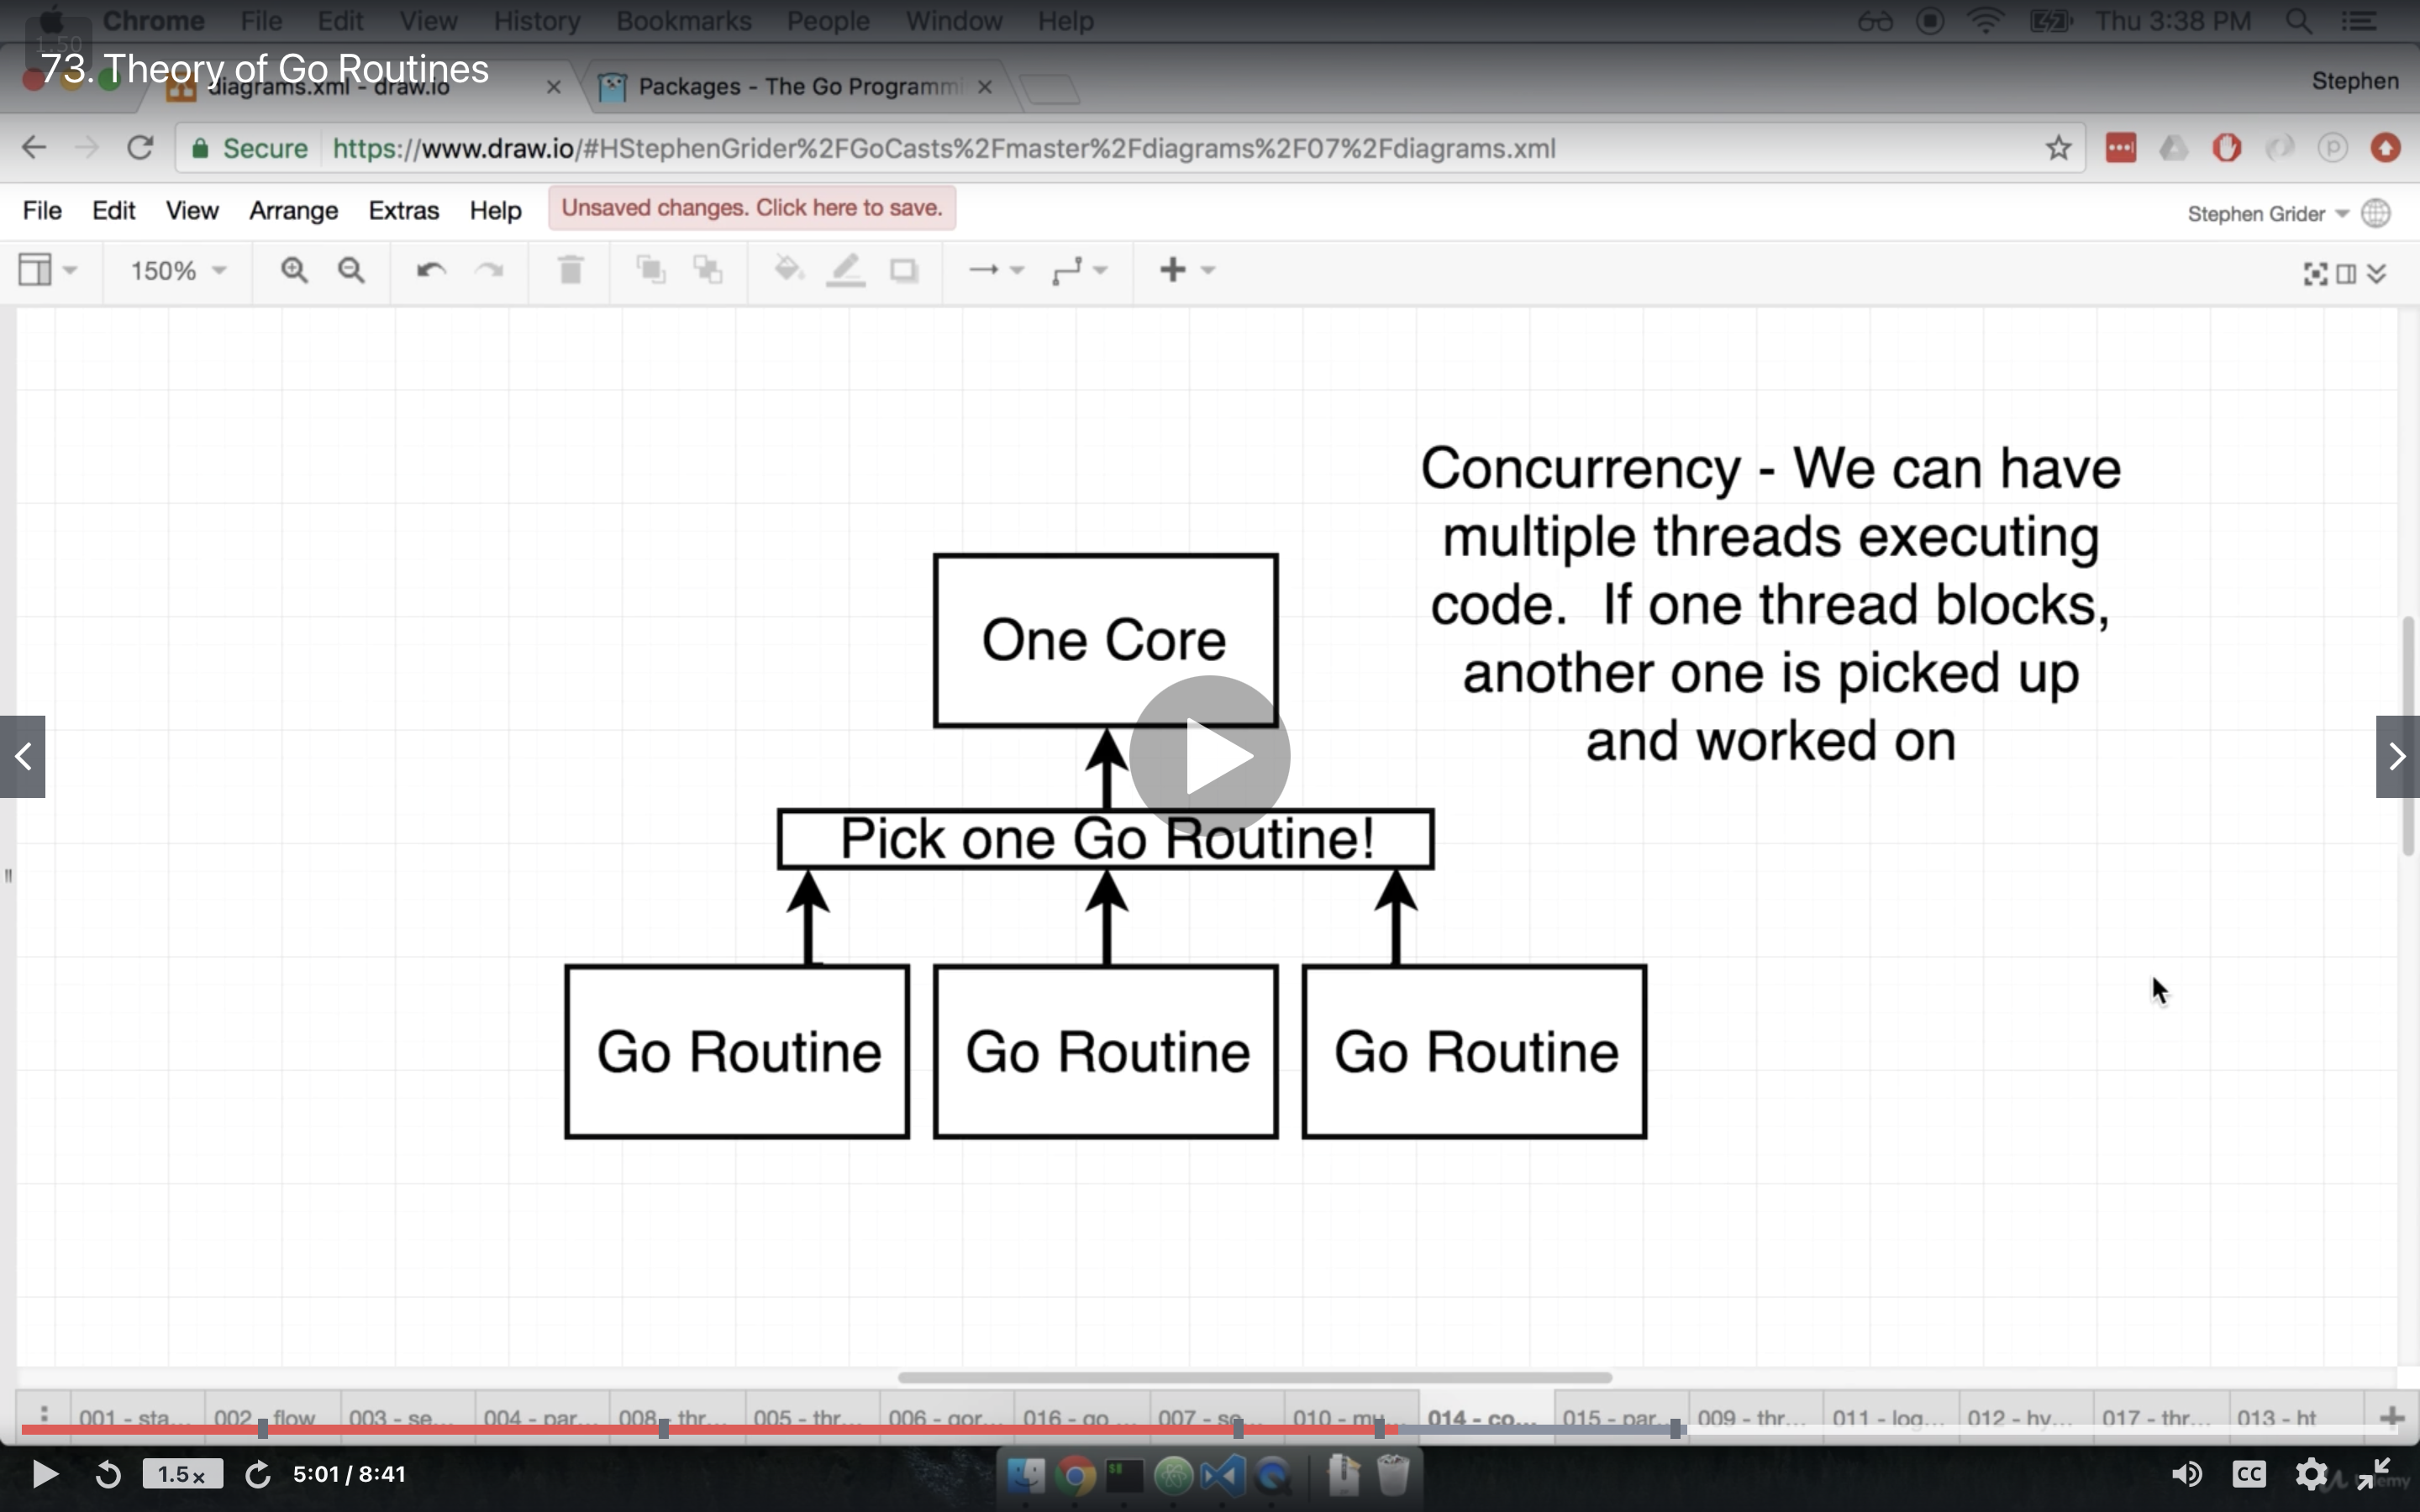 Chrome File Edit View History Bookmarks People Window Help Thu 3:38 PM
1.50
73. Theory of Go Routines
diagrams.xml - draw.io
Packages - The Go Programmi
Stephen
Secure https://www.draw.io/#HStephenGrider%2FGoCasts%2Fmaster%2Fdiagrams%2F07%2Fdiagrams.xml
File Edit View Arrange Extras Help Unsaved changes. Click here to save. Stephen Grider
150%
Concurrency - We can have
multiple threads executing
code. If one thread blocks,
another one is picked up
and worked on
One Core
Pick one Go Routine!
Go Routine Go Routine Go Routine
001 - sta... 002 - flow 003 - se... 004 - par... 008 - thr... 005 - thr... 006 - gor... 016 - go ... 007 - se... 010 - mu... 014 - co... 015 - par... 009 - thr... 011 - log... 012 - hy... 017 - thr... 013 - ht
1.5x 5:01 / 8:41 CC